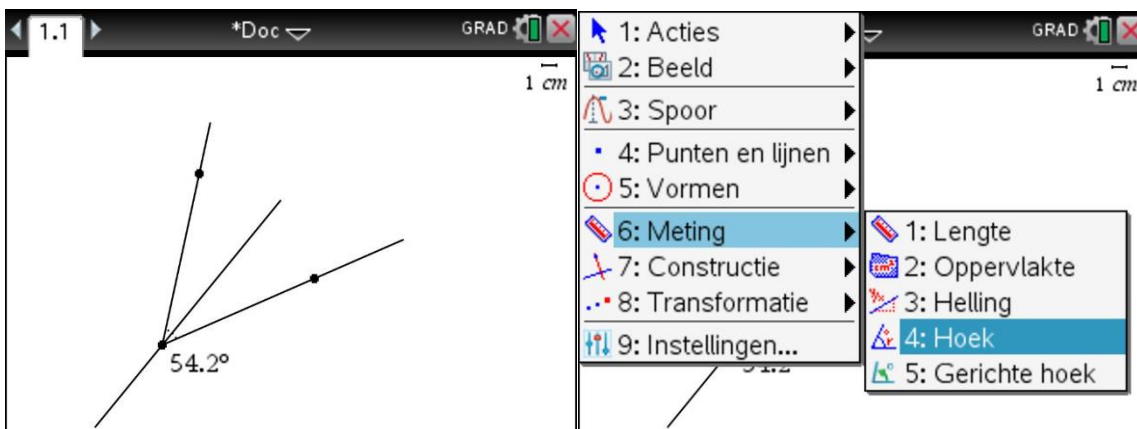 1.1 *Doc GRAD
1 cm
54.2°
GRAD
1 cm
1: Acties
2: Beeld
3: Spoor
4: Punten en lijnen
5: Vormen
6: Meting
7: Constructie
8: Transformatie
9: Instellingen...
1: Lengte
2: Oppervlakte
3: Helling
4: Hoek
5: Gerichte hoek